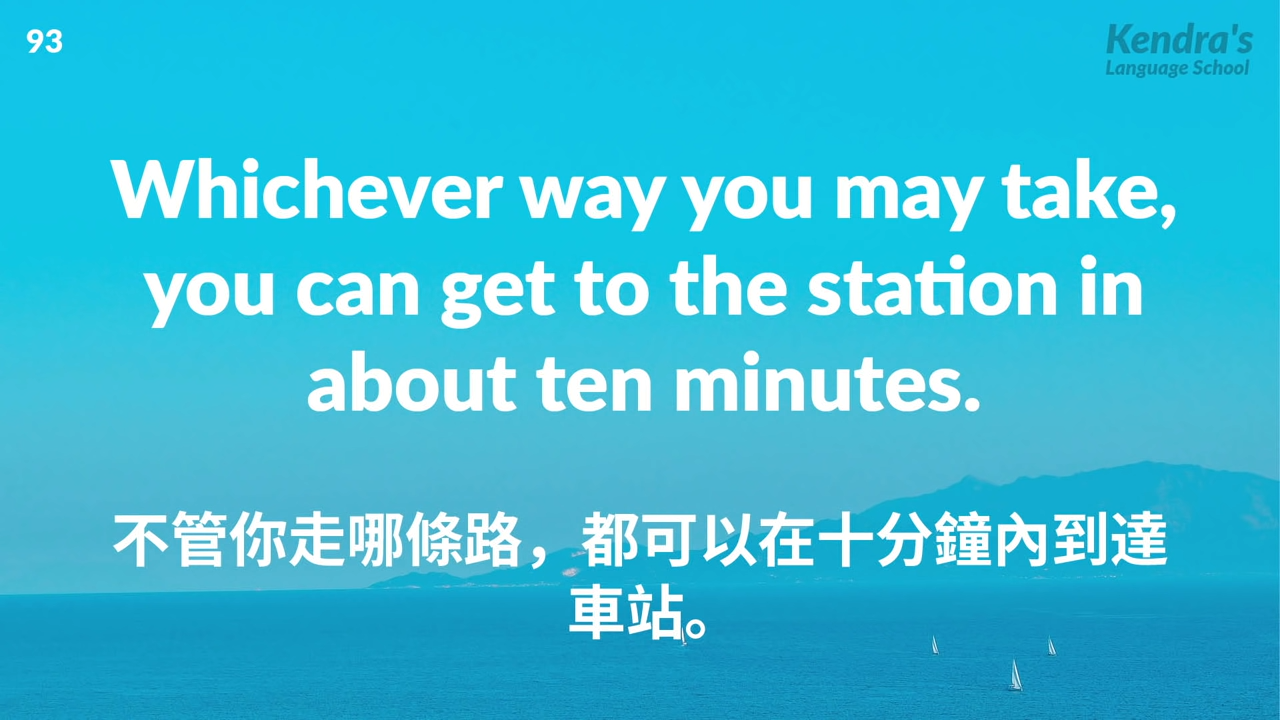 93
Kendra's
Language School
Whichever way you may take,
you can get to the station in
about ten minutes.
不管你走哪條路，都可以在十分鐘內到達
車站。